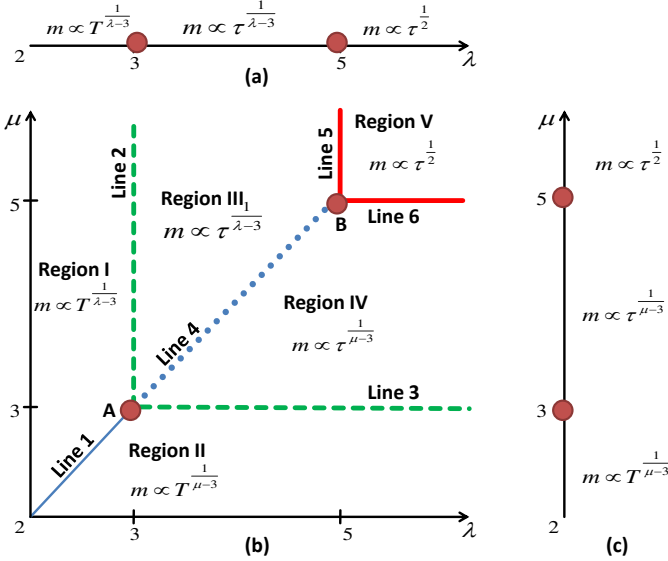 m ∝ T^{1/(λ−3)} m ∝ τ^{1/(λ−3)} m ∝ τ^{1/2}
2 3 5 λ
(a)
μ Line 2 Line 5 Region V μ
m ∝ τ^{1/2} m ∝ τ^{1/2}
5 Region III B Line 6 5
m ∝ τ^{1/(λ−3)}
Region I
m ∝ T^{1/(λ−3)} Region IV
Line 4 m ∝ τ^{1/(μ−3)} m ∝ τ^{1/(μ−3)}
3 A Line 3 3
Line 1 Region II
m ∝ T^{1/(μ−3)} m ∝ T^{1/(μ−3)}
2 3 5 λ 2
(b) (c)